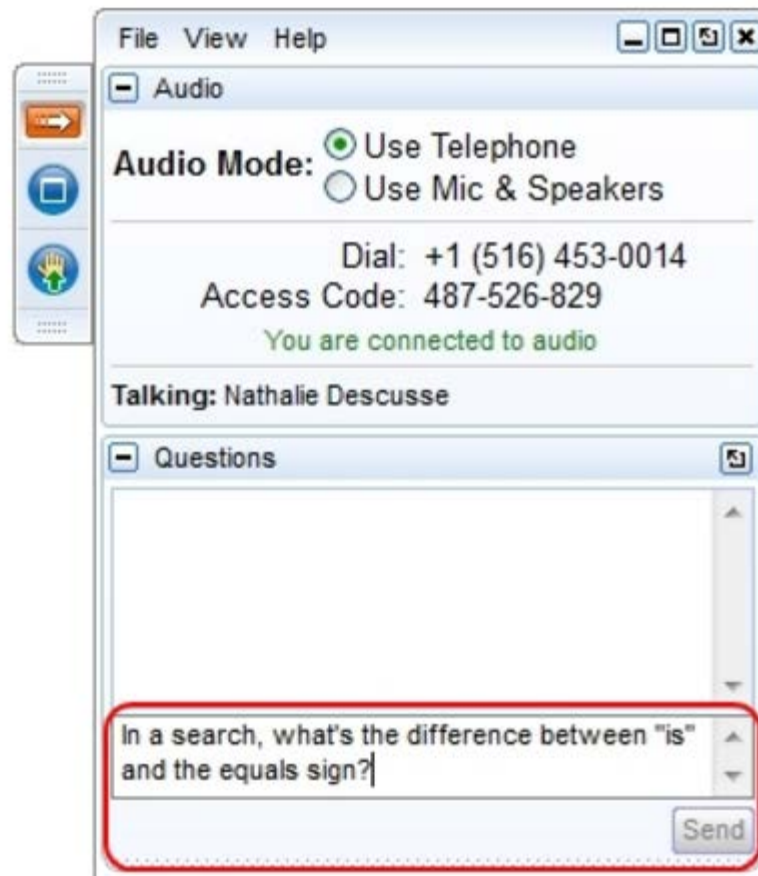 File View Help
Audio
Audio Mode:
Use Telephone
Use Mic & Speakers
Dial: +1 (516) 453-0014
Access Code: 487-526-829
You are connected to audio
Talking: Nathalie Descusse
Questions
In a search, what's the difference between "is"
and the equals sign?
Send